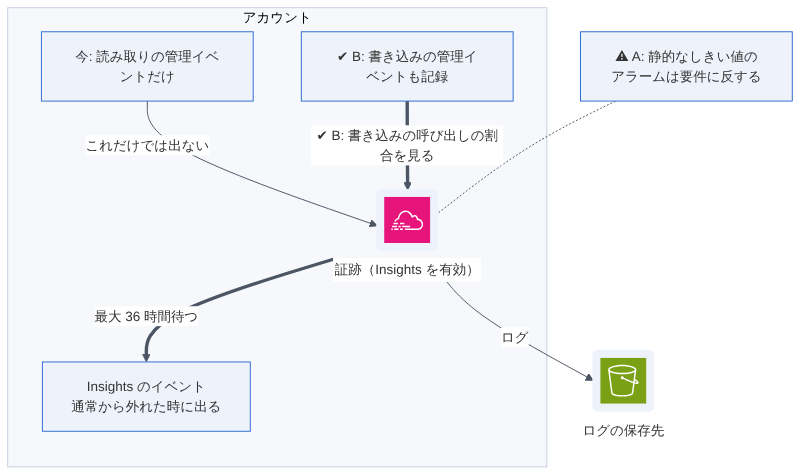 アカウント
今: 読み取りの管理イベ
ントだけ
✔ B: 書き込みの管理イ
ベントも記録
⚠ A: 静的なしきい値の
アラームは要件に反する
これだけでは出ない
✔ B: 書き込みの呼び出しの割
合を見る
証跡（Insights を有効）
最大 36 時間待つ
ログ
Insights のイベント
通常から外れた時に出る
ログの保存先